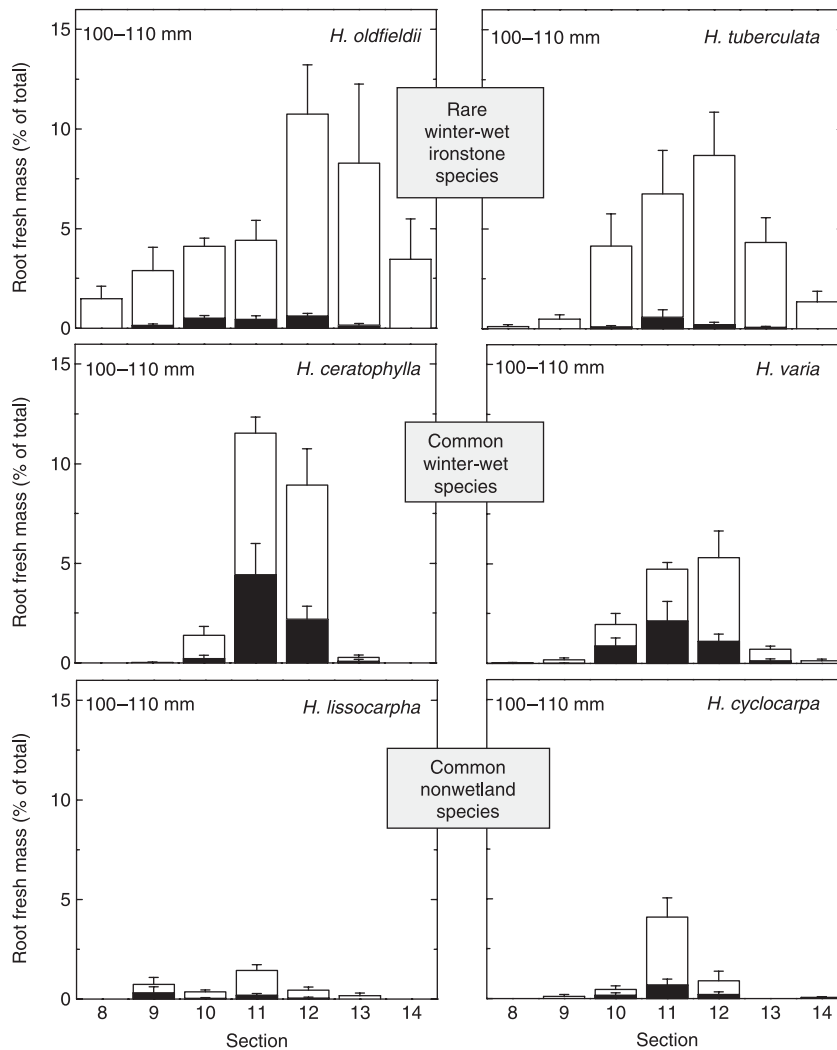 15
10
5
0
Root fresh mass (% of total)
100–110 mm
H. oldfieldii
100–110 mm
H. tuberculata
Rare
winter-wet
ironstone
species
15
10
5
0
Root fresh mass (% of total)
100–110 mm
H. ceratophylla
100–110 mm
H. varia
Common
winter-wet
species
15
10
5
0
Root fresh mass (% of total)
100–110 mm
H. lissocarpha
100–110 mm
H. cyclocarpa
Common
nonwetland
species
8 9 10 11 12 13 14
Section
8 9 10 11 12 13 14
Section